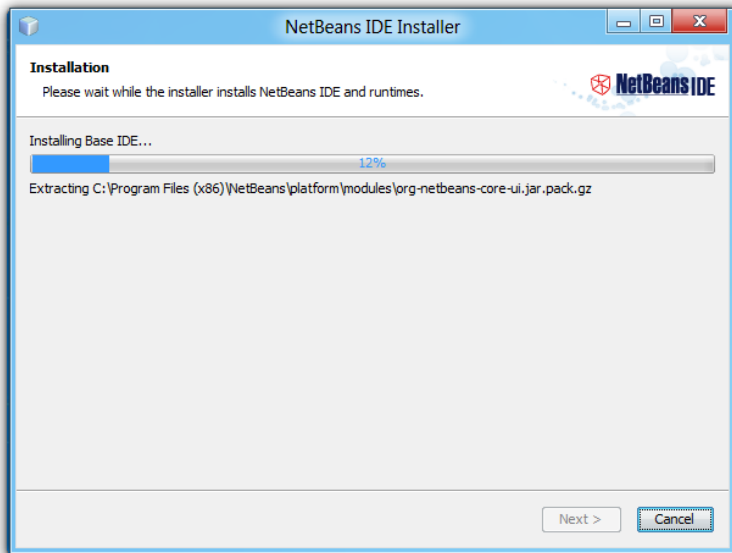 NetBeans IDE Installer
Installation
Please wait while the installer installs NetBeans IDE and runtimes.
NetBeans IDE
Installing Base IDE...
12%
Extracting C:\Program Files (x86)\NetBeans\platform\modules\org-netbeans-core-ui.jar.pack.gz
Next >
Cancel